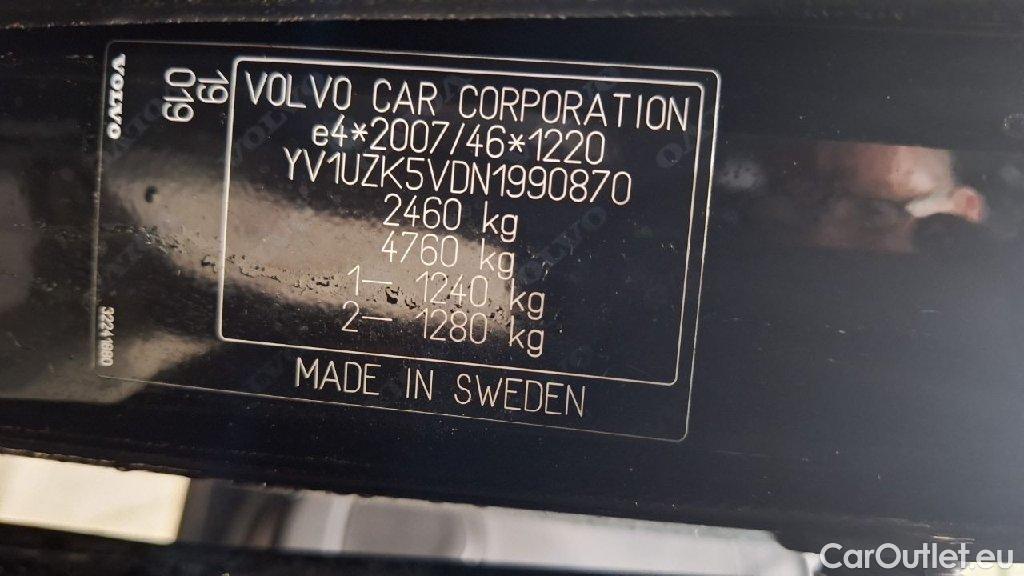 VOLVO
019
19
VOLVO CAR CORPORATION
e4*2007/46*1220
YV1UZK5VDN1990870
2460 kg
4760 kg
1— 1240 kg
2— 1280 kg
MADE IN SWEDEN
CarOutlet.eu